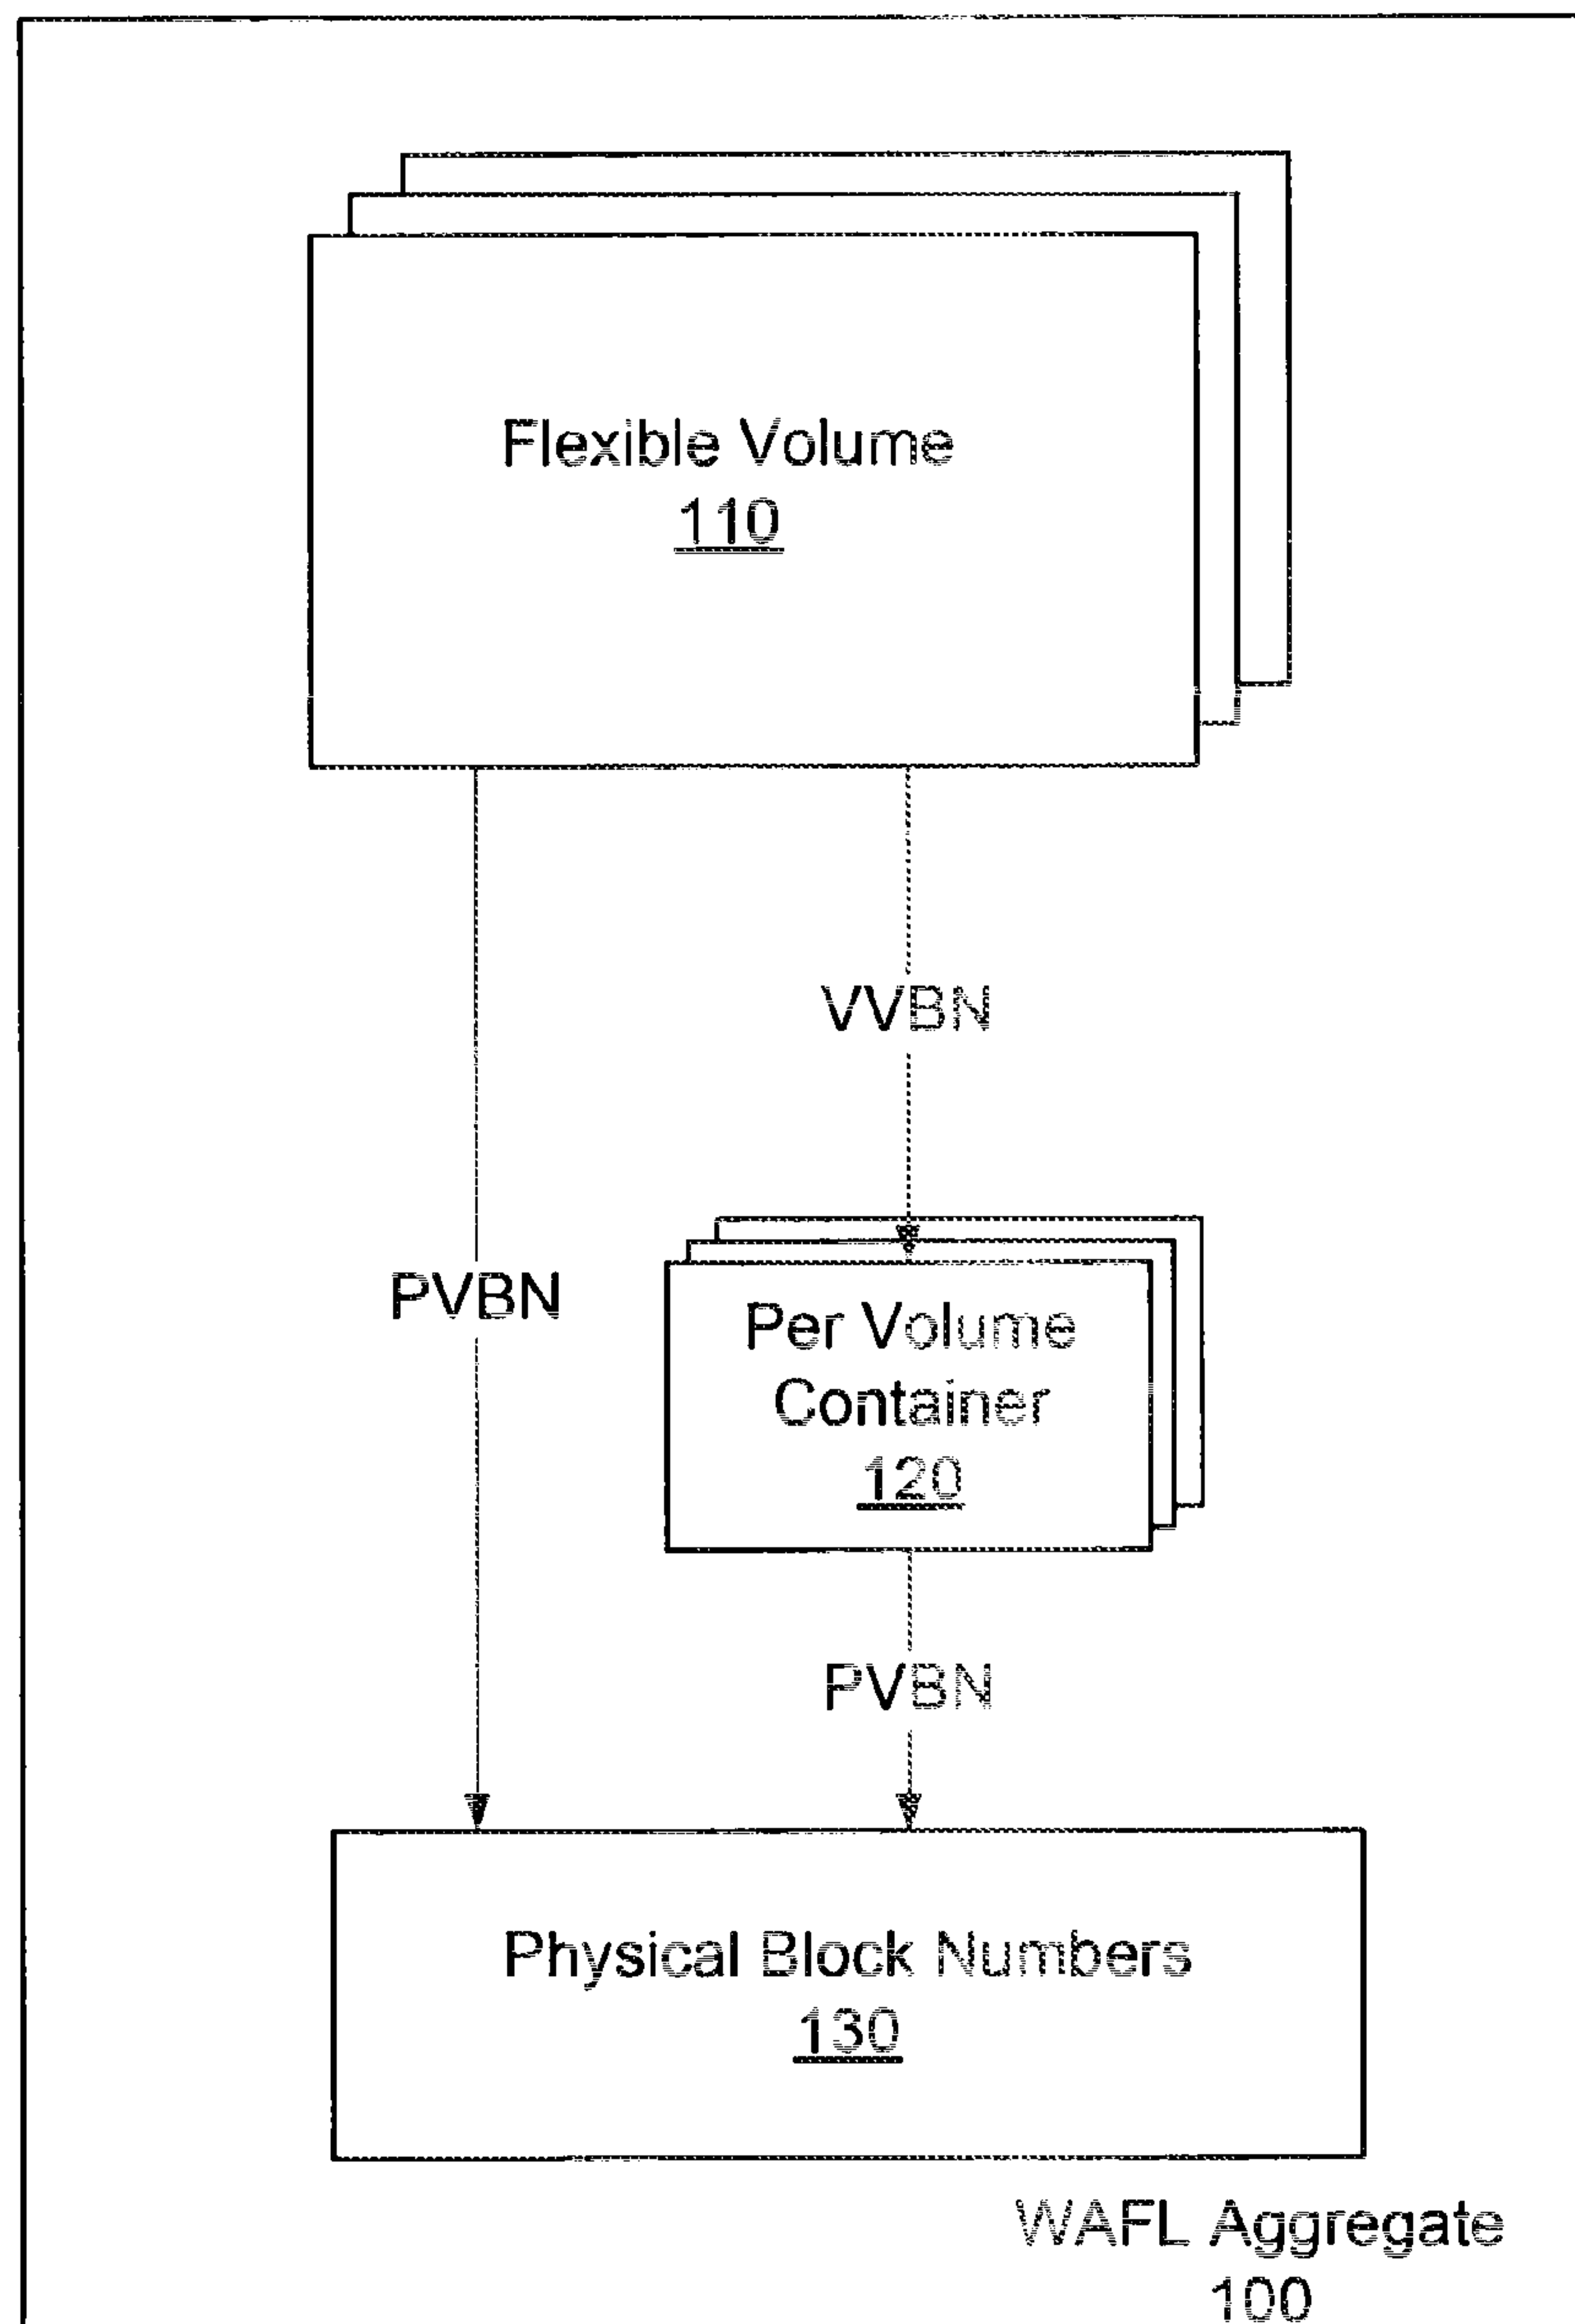 Flexible Volume
110
VVBN
PVBN
Per Volume
Container
120
PVBN
Physical Block Numbers
130
WAFL Aggregate
100